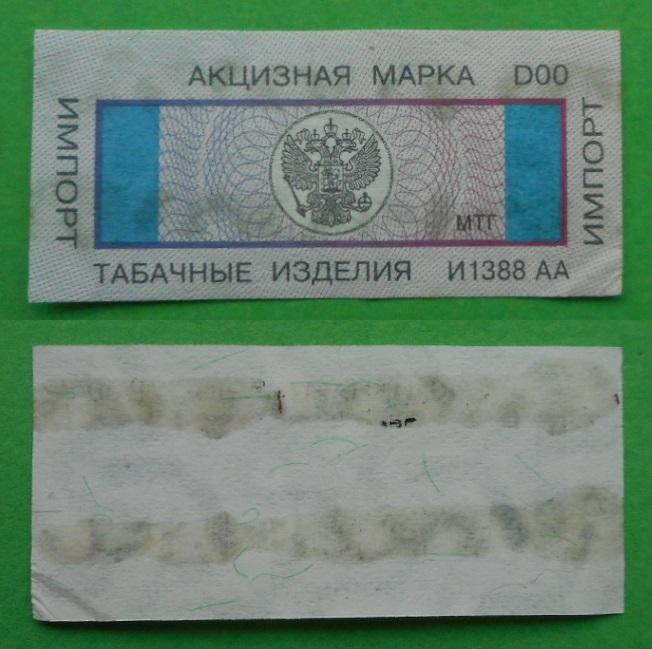 АКЦИЗНАЯ МАРКА D00
ИМПОРТ
ИМПОРТ
МТГ
ТАБАЧНЫЕ ИЗДЕЛИЯ И1388 АА